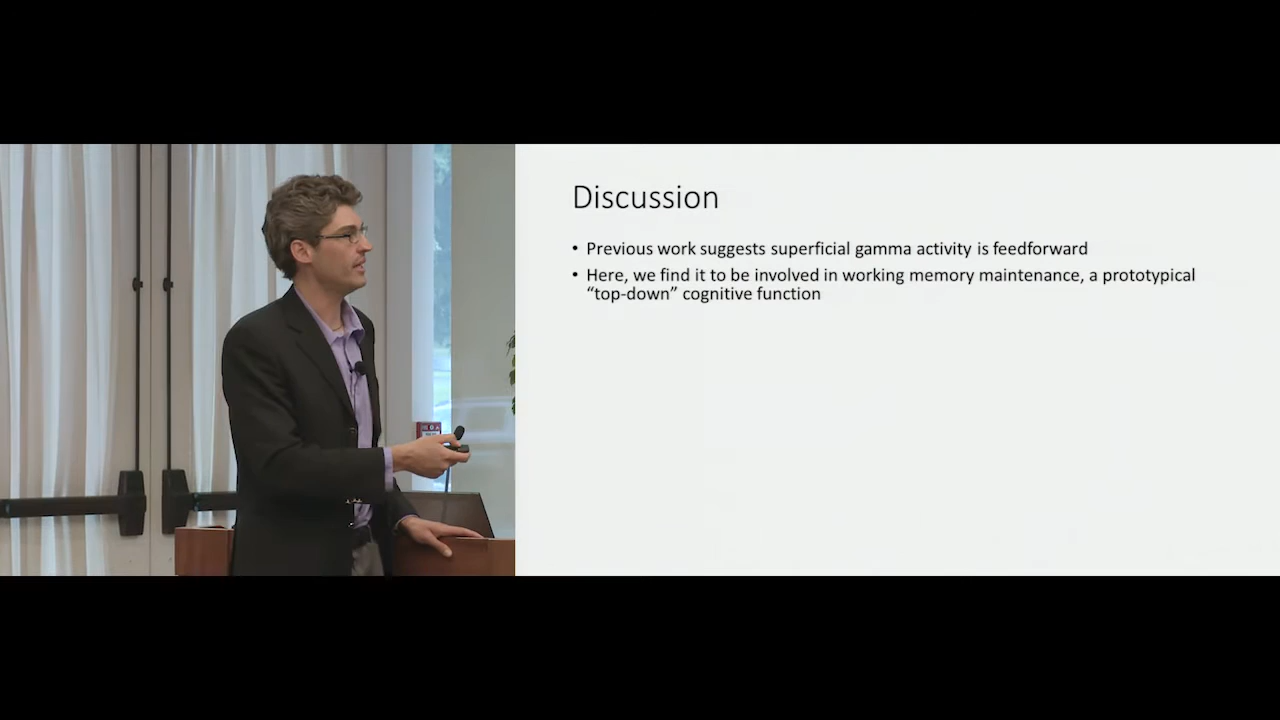 Discussion
• Previous work suggests superficial gamma activity is feedforward
• Here, we find it to be involved in working memory maintenance, a prototypical
“top-down” cognitive function